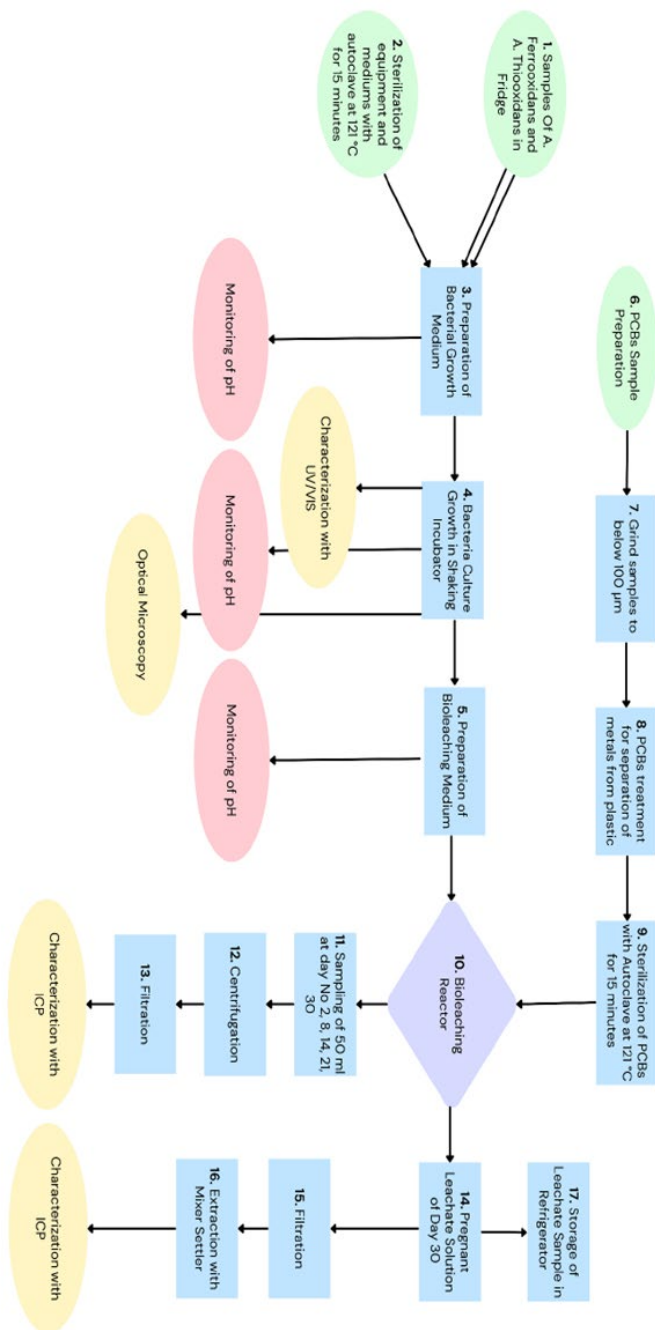 1. Samples Of A.
Ferrooxidans and
A. Thiooxidans in
Fridge
2. Sterilization of
equipment and
mediums with
autoclave at 121 °C
for 15 minutes
3. Preparation of
Bacterial Growth
Medium
Monitoring of pH
4. Bacteria Culture
Growth in Shaking
Incubator
Characterization with
UV/VIS
Monitoring of pH
Optical Microscopy
5. Preparation of
Bioleaching Medium
Monitoring of pH
6. PCBs Sample
Preparation
7. Grind samples to
below 100 μm
8. PCBs treatment
for separation of
metals from plastic
9. Sterilization of PCBs
with Autoclave at 121 °C
for 15 minutes
10. Bioleaching
Reactor
11. Sampling of 50 ml
at day No 2, 8, 14, 21,
30
12. Centrifugation
13. Filtration
Characterization with
ICP
14. Pregnant
Leachate Solution
of Day 30
15. Filtration
16. Extraction with
Mixer Settler
Characterization with
ICP
17. Storage of
Leachate Sample in
Refrigerator